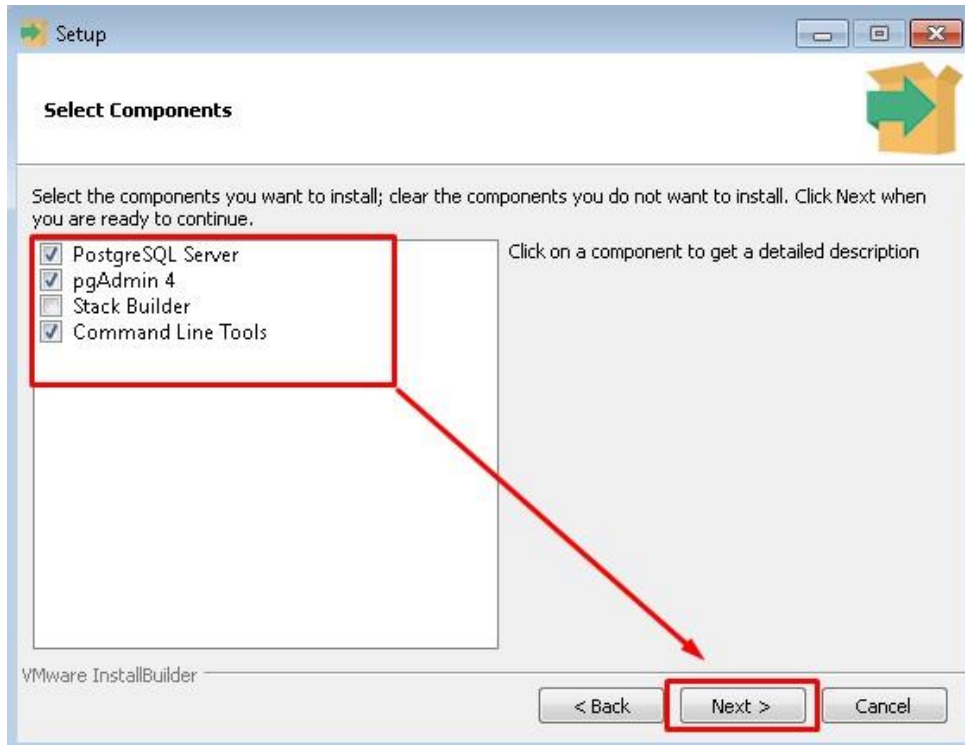 Setup
Select Components
Select the components you want to install; clear the components you do not want to install. Click Next when
you are ready to continue.
PostgreSQL Server
pgAdmin 4
Stack Builder
Command Line Tools
Click on a component to get a detailed description
VMware InstallBuilder
< Back
Next >
Cancel